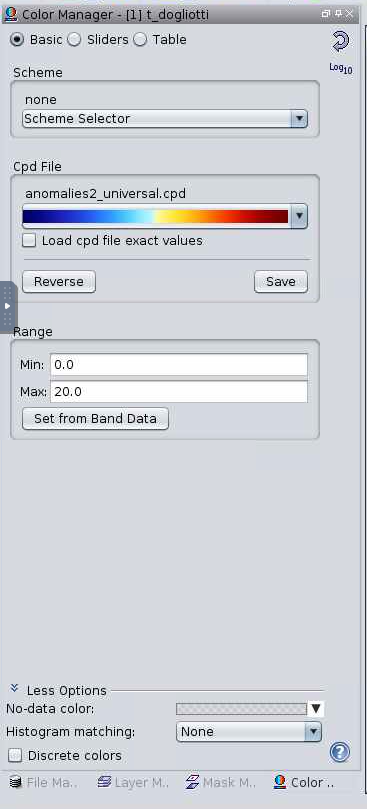 Color Manager - [1] t_dogliotti
Basic Sliders Table
Log10
Scheme
none
Scheme Selector
Cpd File
anomalies2_universal.cpd
Load cpd file exact values
Reverse Save
Range
Min: 0.0
Max: 20.0
Set from Band Data
Less Options
No-data color:
Histogram matching: None
Discrete colors
?
File Ma.. Layer M.. Mask M.. Color ..